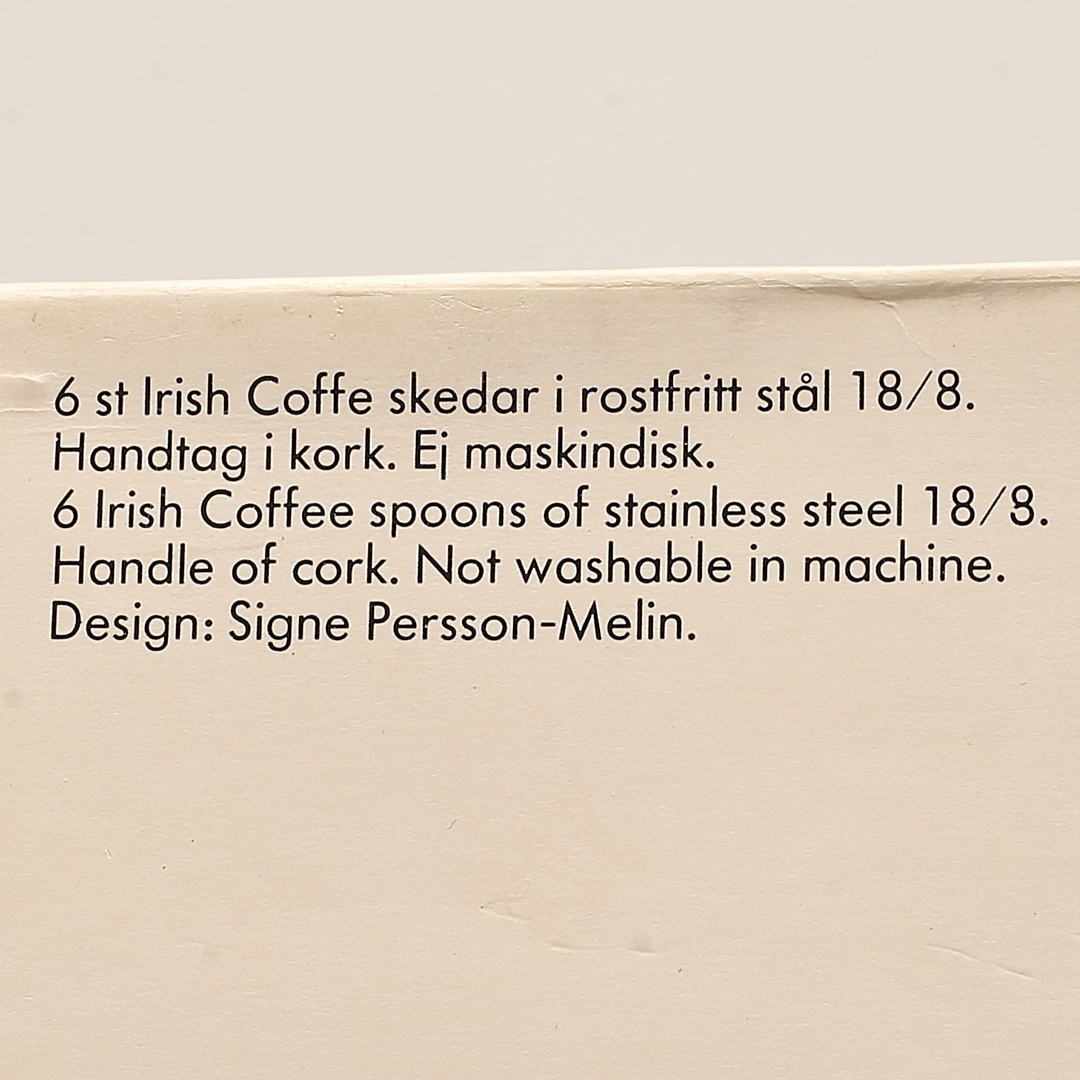 6 st Irish Coffe skedar i rostfritt stål 18/8.
Handtag i kork. Ej maskindisk.
6 Irish Coffee spoons of stainless steel 18/8.
Handle of cork. Not washable in machine.
Design: Signe Persson-Melin.